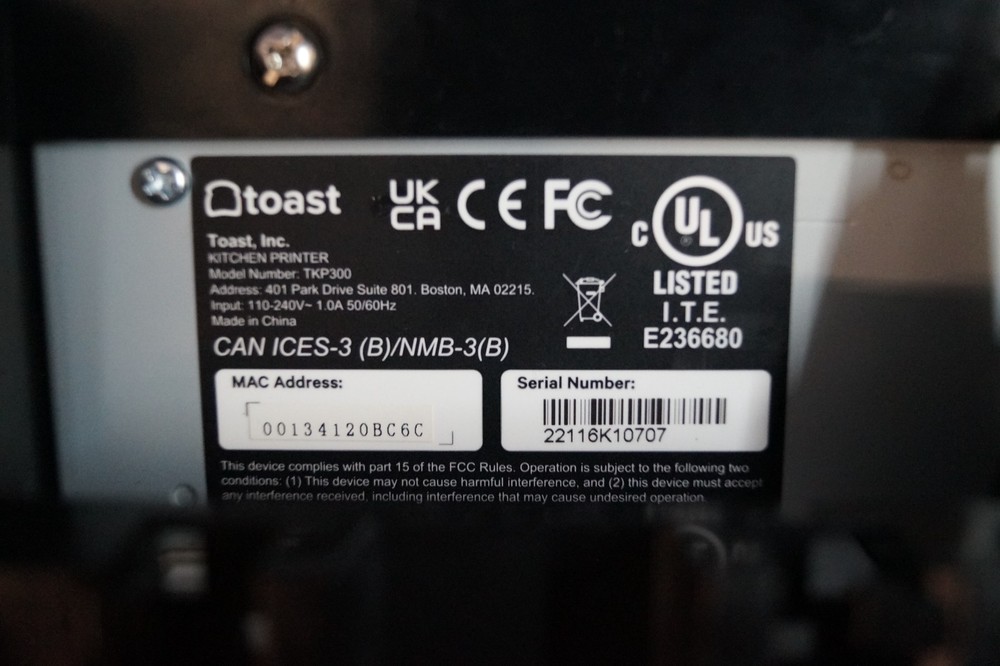 toast
UK
CA
CE
FC
C UL US
LISTED
I.T.E.
E236680
Toast, Inc.
KITCHEN PRINTER
Model Number: TKP300
Address: 401 Park Drive Suite 801. Boston, MA 02215.
Input: 110-240V~ 1.0A 50/60Hz
Made in China
CAN ICES-3 (B)/NMB-3(B)
MAC Address:
00134120BC6C
Serial Number:
22116K10707
This device complies with part 15 of the FCC Rules. Operation is subject to the following two
conditions: (1) This device may not cause harmful interference, and (2) this device must accept
any interference received, including interference that may cause undesired operation.